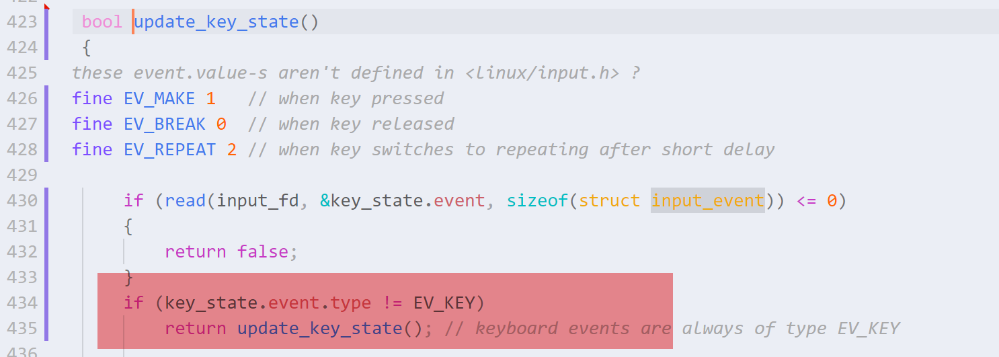 422
423 bool update_key_state()
424 {
425 these event.value-s aren't defined in <linux/input.h> ?
426 fine EV_MAKE 1 // when key pressed
427 fine EV_BREAK 0 // when key released
428 fine EV_REPEAT 2 // when key switches to repeating after short delay
429
430 if (read(input_fd, &key_state.event, sizeof(struct input_event)) <= 0)
431 {
432 return false;
433 }
434 if (key_state.event.type != EV_KEY)
435 return update_key_state(); // keyboard events are always of type EV_KEY
436